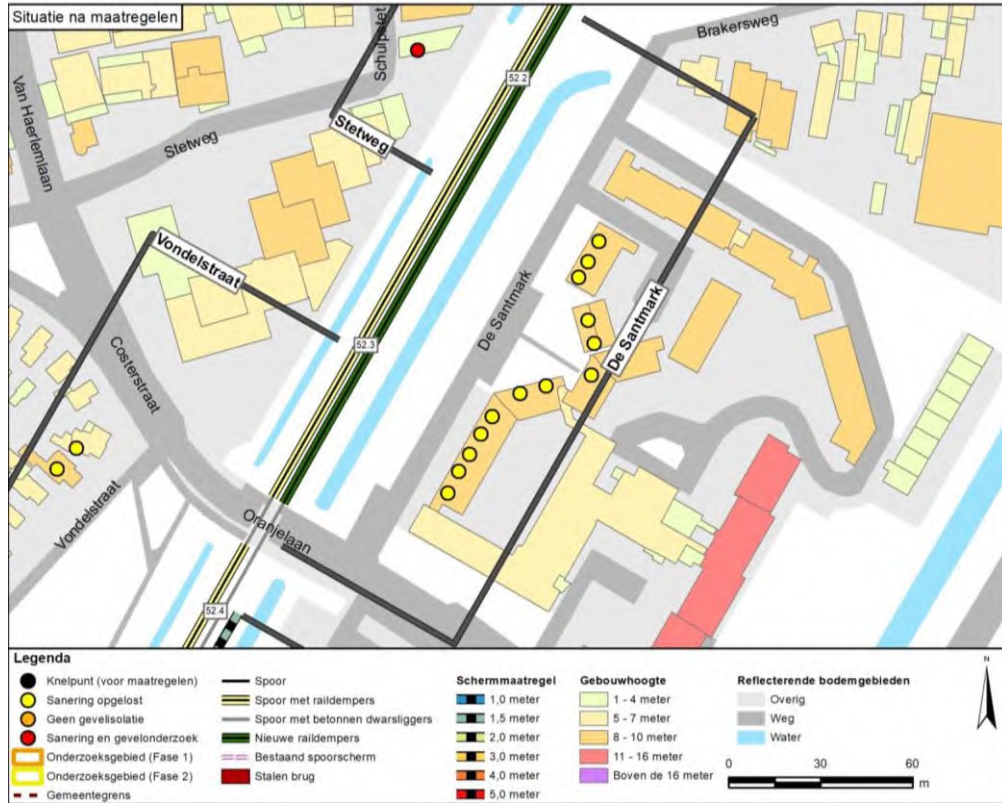 Situatie na maatregelen
Brakersweg
Schulpstet
52.2
Van Haerlemlaan
Stetweg
Stetweg
Vondelstraat
De Santmark
De Santmark
52.3
Costerstraat
Vondelstraat
Oranjelaan
52.4
Legenda
Knelpunt (voor maatregelen)
Sanering opgelost
Geen gevelisolatie
Sanering en gevelonderzoek
Onderzoeksgebied (Fase 1)
Onderzoeksgebied (Fase 2)
Gemeentegrens
Spoor
Spoor met raildempers
Spoor met betonnen dwarsliggers
Nieuwe raildempers
Bestaand spoorscherm
Stalen brug
Schermmaatregel
1,0 meter
1,5 meter
2,0 meter
3,0 meter
4,0 meter
5,0 meter
Gebouwhoogte
1 - 4 meter
5 - 7 meter
8 - 10 meter
11 - 16 meter
Boven de 16 meter
Reflecterende bodemgebieden
Overig
Weg
Water
N
0 30 60
m